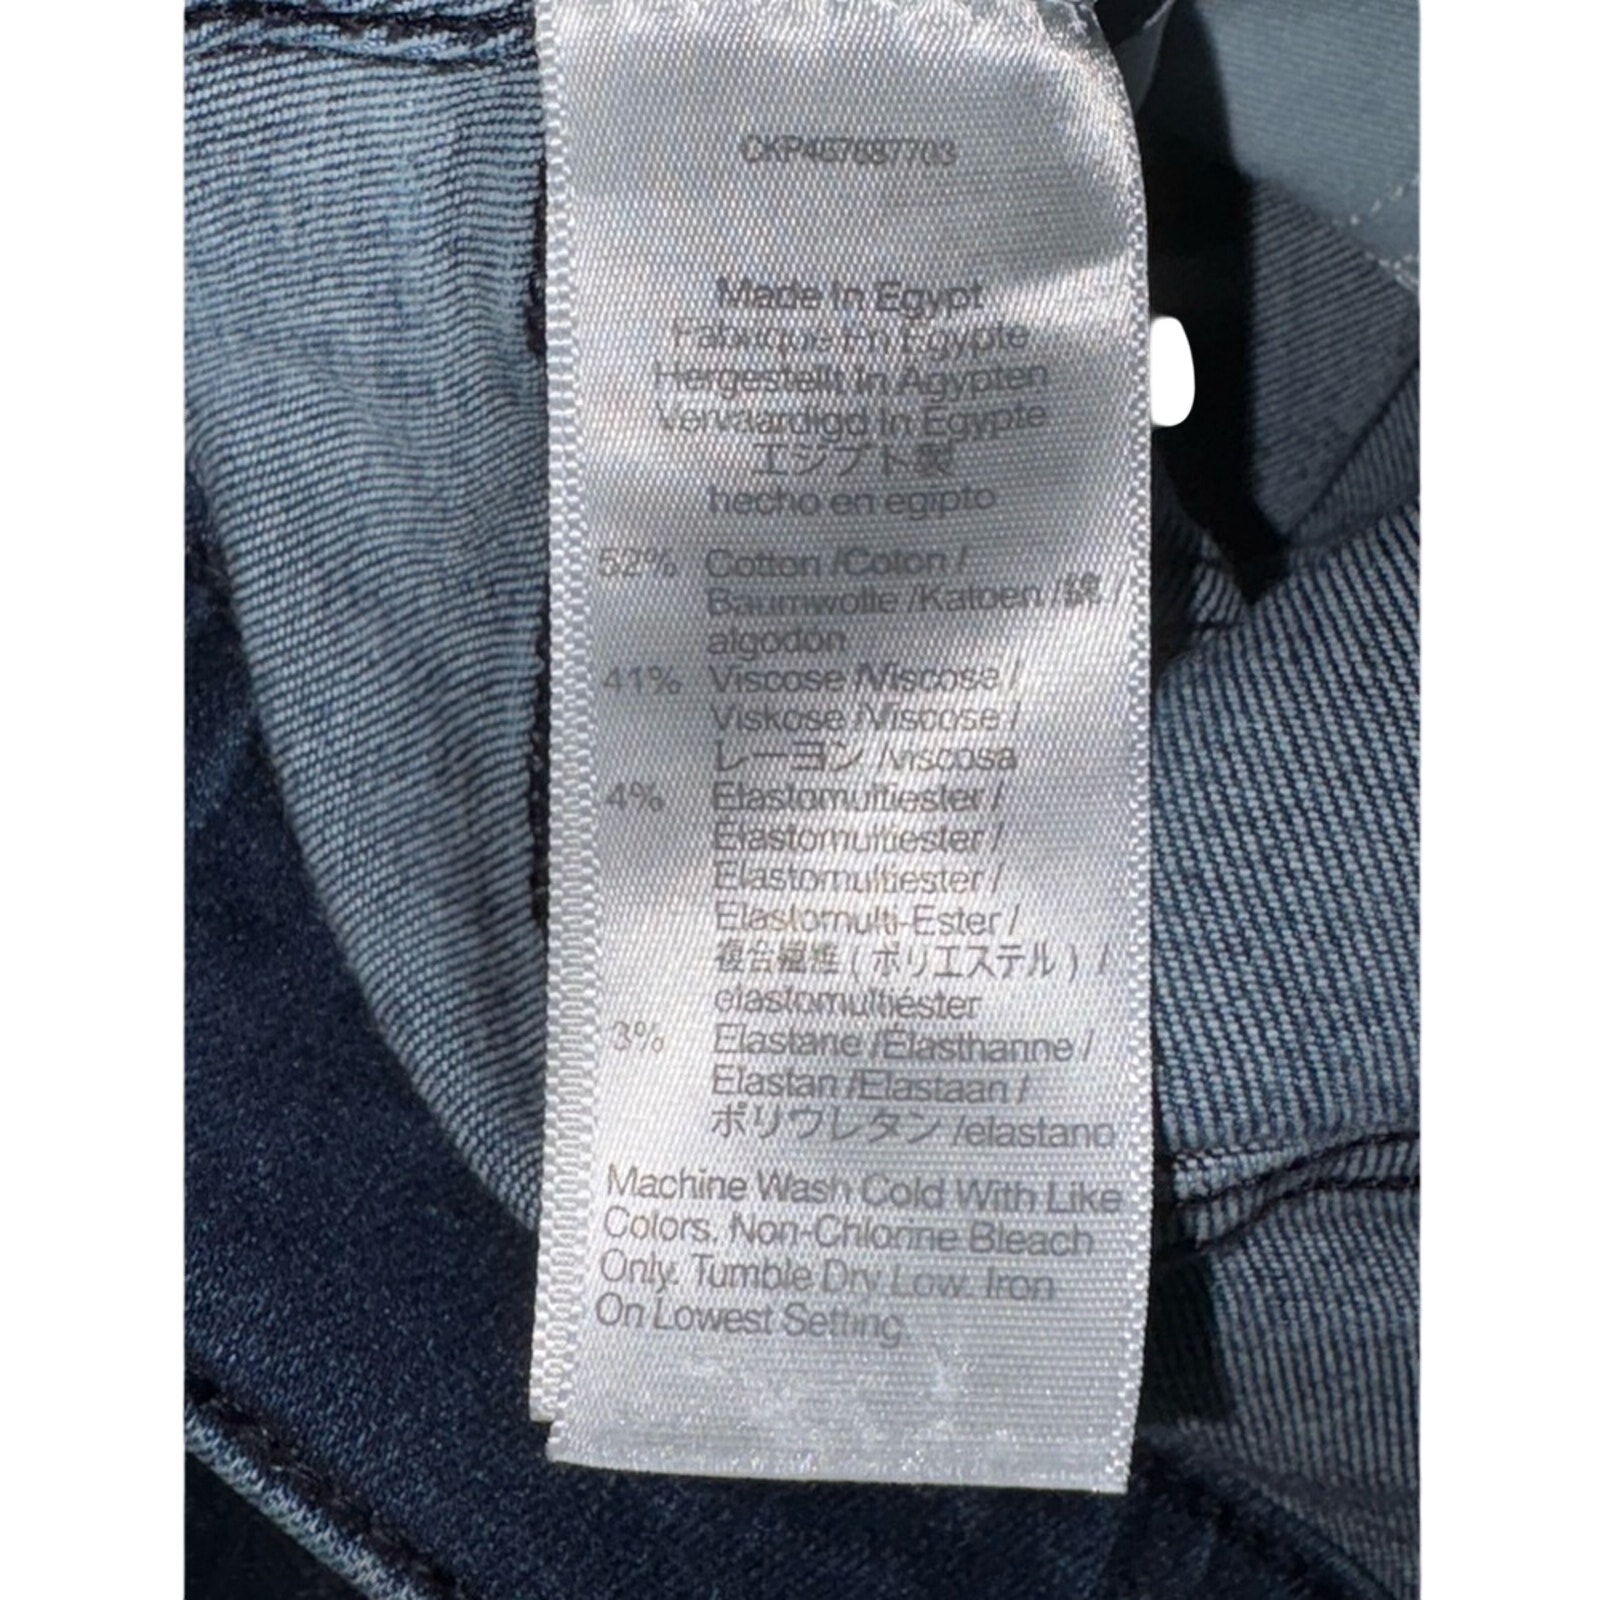 Made In Egypt
Fabrique En Egypte
Hergestellt In Agypten
Vervaardigd In Egypte
エジプト製
hecho en egipto
52% Cotton /Coton /
Baumwolle /Katoen /綿 /
algodon
41% Viscose /Viscose /
Viskose /Viscose /
レーヨン /viscosa
4% Elastomultiester /
Elastomultiester /
Elastomultiester /
Elastomulti-Ester /
複合繊維 ( ポリエステル ) /
elastomultiéster
3% Elastane /Élasthanne /
Elastan /Elastaan /
ポリウレタン /elastano
Machine Wash Cold With Like
Colors. Non-Chlorine Bleach
Only. Tumble Dry Low. Iron
On Lowest Setting.